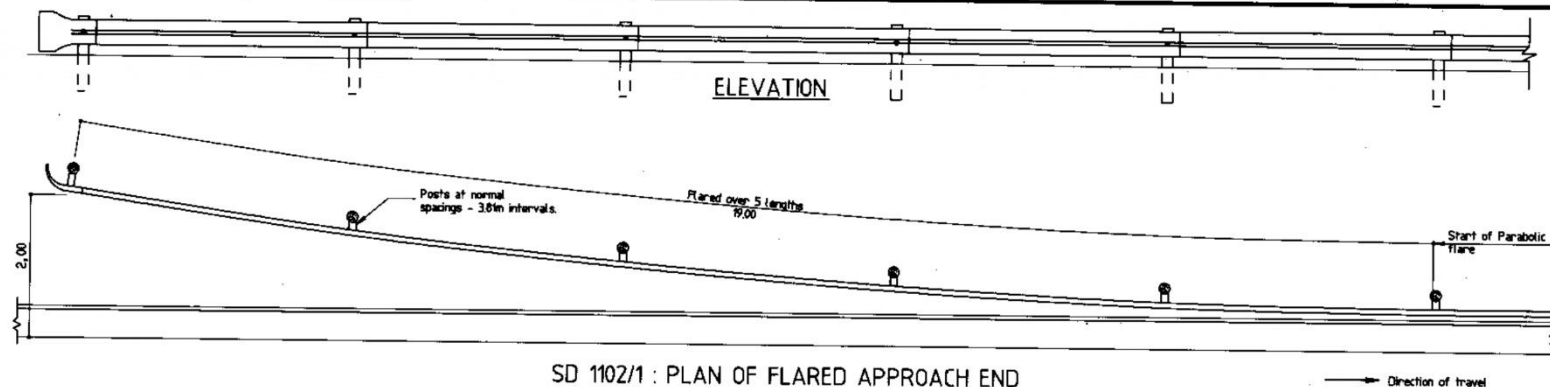 ELEVATION
Flared over 5 lengths
19,00
Posts at normal
spacings - 3.81m intervals.
Start of Parabolic
flare
2,00
SD 1102/1 : PLAN OF FLARED APPROACH END
Direction of travel